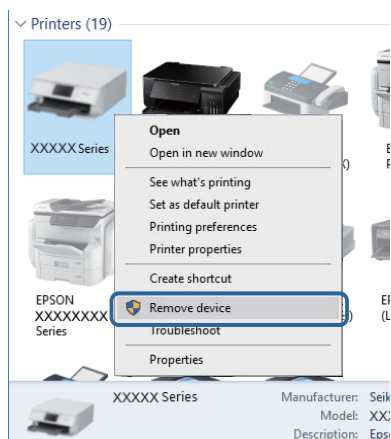 Printers (19)
XXXXX Series
Open
Open in new window
See what's printing
Set as default printer
Printing preferences
Printer properties
Create shortcut
Remove device
Troubleshoot
Properties
EPSON
XXXXXXXX
Series
XXXXX Series
Manufacturer:
Model:
Description: